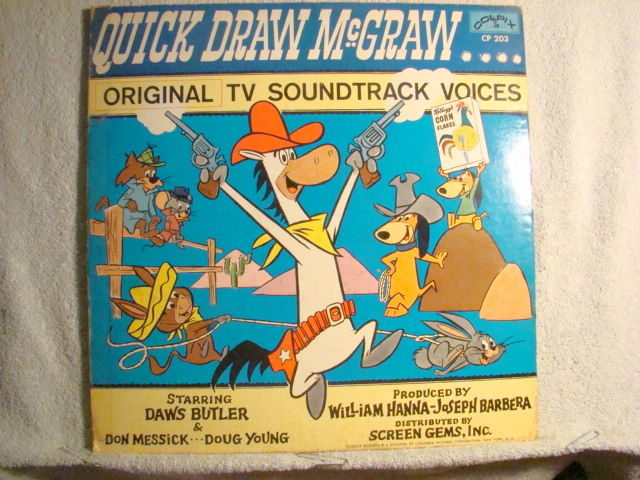 QUICK DRAW McGRAW....
COLPIX
CP 203
ORIGINAL TV SOUNDTRACK VOICES
Kellogg's
CORN
FLAKES
STARRING
DAWS BUTLER
&
DON MESSICK...DOUG YOUNG
PRODUCED BY
WILLIAM HANNA-JOSEPH BARBERA
DISTRIBUTED BY
SCREEN GEMS, INC.